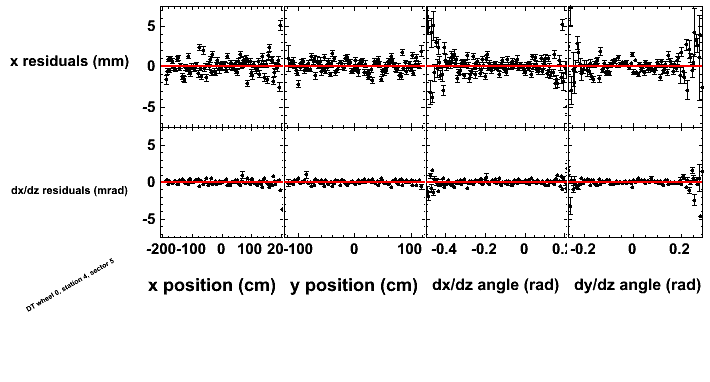 5
x residuals (mm)
0
-5
5
dx/dz residuals (mrad)
0
-5
-200 -100 0 100 20 -100 0 100 -0.4 -0.2 0 0. -0.2 0 0.2
x position (cm) y position (cm) dx/dz angle (rad) dy/dz angle (rad)
DT wheel 0, station 4, sector 5